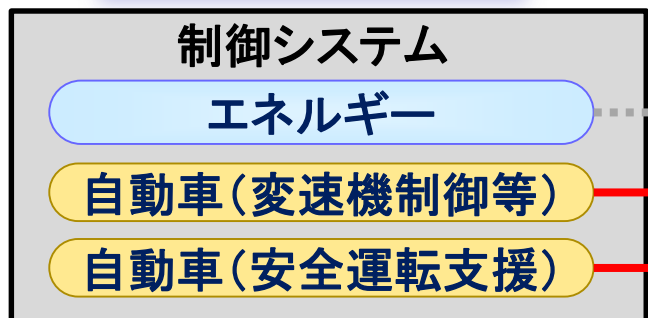 制御システム
エネルギー
自動車（変速機制御等）
自動車（安全運転支援）